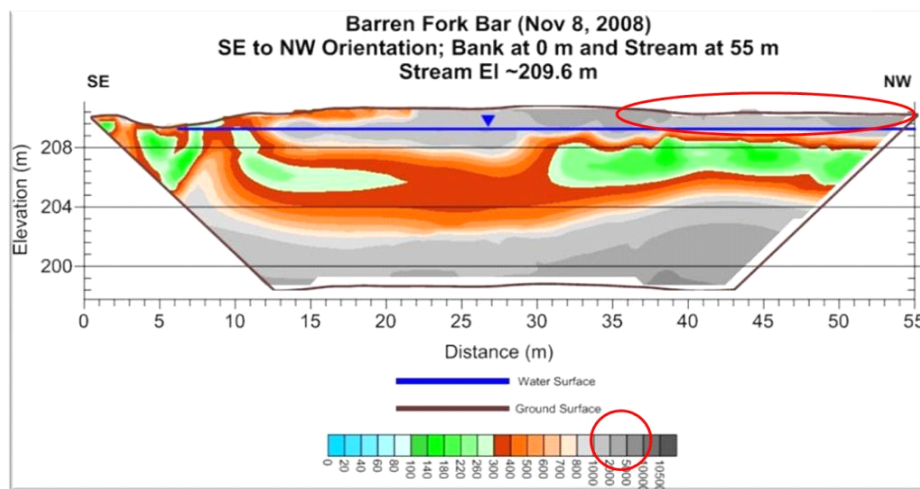 Barren Fork Bar (Nov 8, 2008)
SE to NW Orientation; Bank at 0 m and Stream at 55 m
Stream El ~209.6 m
SE
NW
208
204
200
Elevation (m)
0 5 10 15 20 25 30 35 40 45 50 55
Distance (m)
Water Surface
Ground Surface
0 20 40 60 80 100 140 180 220 260 300 400 500 600 700 800 1000 2000 5000 10000 10500